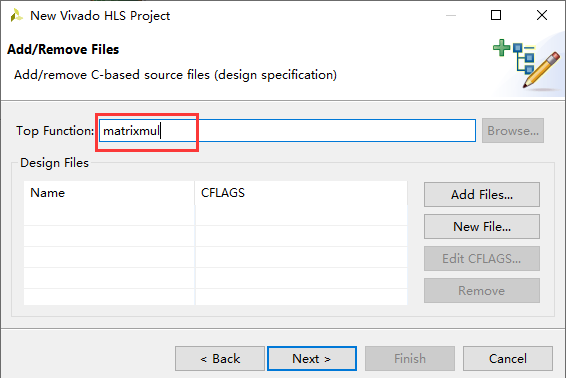 New Vivado HLS Project
Add/Remove Files
Add/remove C-based source files (design specification)
Top Function: matrixmul Browse...
Design Files
Name CFLAGS
Add Files...
New File...
Edit CFLAGS...
Remove
< Back Next > Finish Cancel